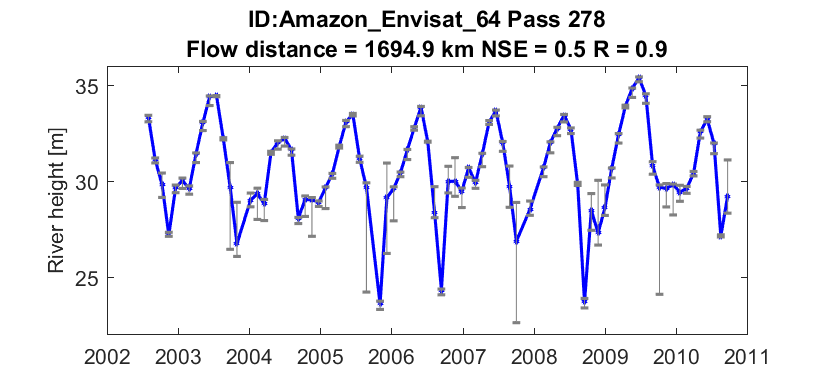 ID:Amazon_Envisat_64 Pass 278
Flow distance = 1694.9 km NSE = 0.5 R = 0.9
River height [m]
35
30
25
2002 2003 2004 2005 2006 2007 2008 2009 2010 2011